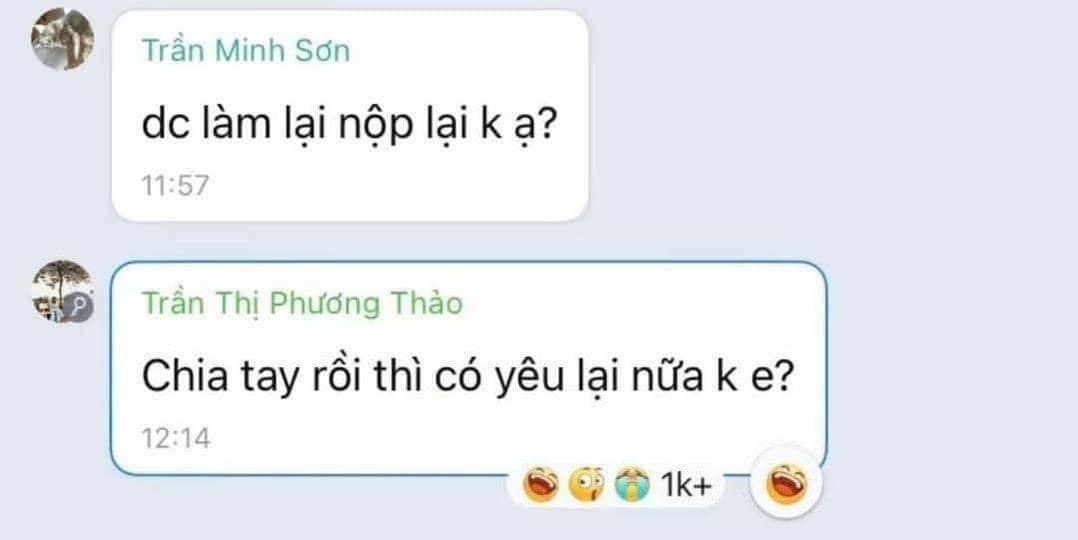 Trần Minh Sơn
dc làm lại nộp lại k ạ?
11:57
Trần Thị Phương Thảo
Chia tay rồi thì có yêu lại nữa k e?
12:14
1k+